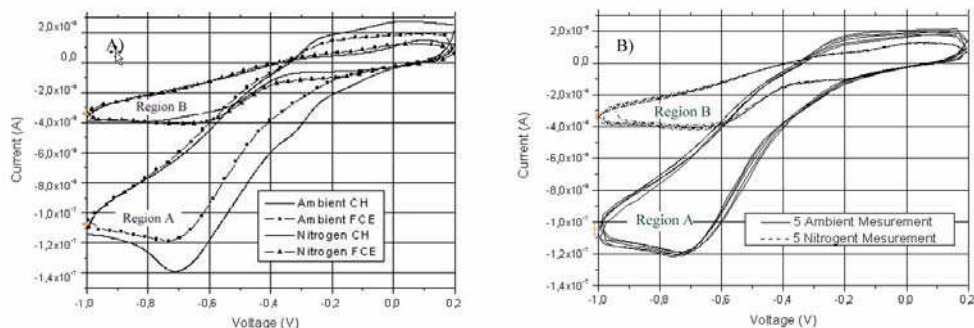 A)
2,0x10⁻⁸
0,0
-2,0x10⁻⁸
-4,0x10⁻⁸
-6,0x10⁻⁸
-8,0x10⁻⁸
-1,0x10⁻⁷
-1,2x10⁻⁷
-1,4x10⁻⁷
Current (A)
Region B
Region A
Ambient CH
Ambient FCE
Nitrogen CH
Nitrogen FCE
-1,0 -0,8 -0,6 -0,4 -0,2 0,0 0,2
Voltage (V)
B)
2,0x10⁻⁸
0,0
-2,0x10⁻⁸
-4,0x10⁻⁸
-6,0x10⁻⁸
-8,0x10⁻⁸
-1,0x10⁻⁷
-1,2x10⁻⁷
-1,4x10⁻⁷
Current (A)
Region B
Region A
5 Ambient Mesurement
5 Nitrogent Mesurement
-1,0 -0,8 -0,6 -0,4 -0,2 0,0 0,2
Voltage (V)